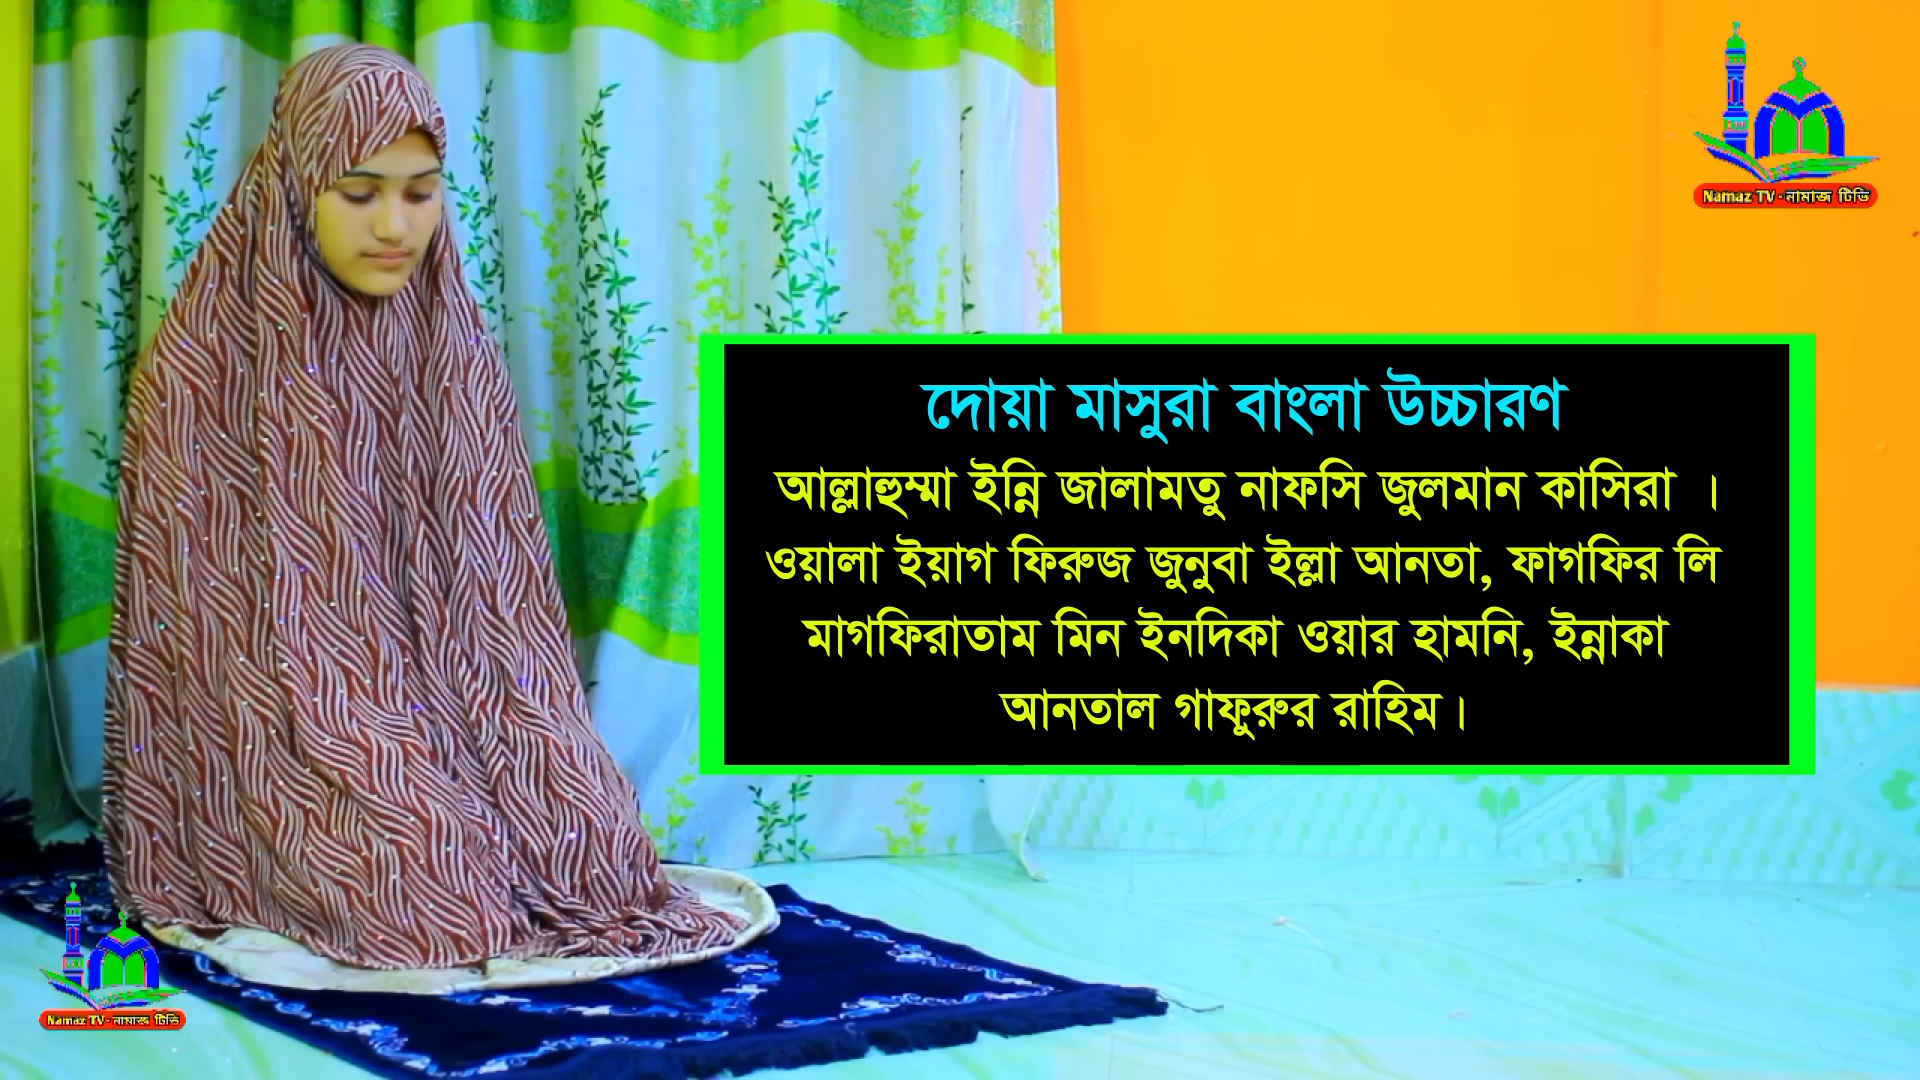 Namaz TV - নামাজ টিভি
দোয়া মাসুরা বাংলা উচ্চারণ
আল্লাহুম্মা ইন্নি জালামতু নাফসি জুলমান কাসিরা ।
ওয়ালা ইয়াগ ফিরুজ জুনুবা ইল্লা আনতা, ফাগফির লি
মাগফিরাতাম মিন ইনদিকা ওয়ার হামনি, ইন্নাকা
আনতাল গাফুরুর রাহিম।
Namaz TV - নামাজ টিভি